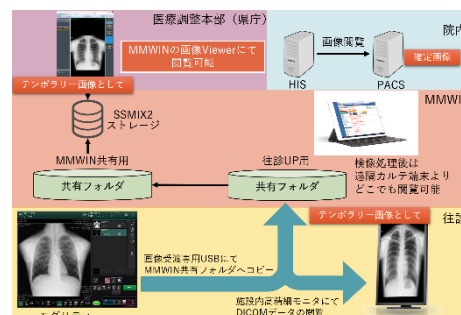 医療調整本部（県庁）
院内
MMWINの画像Viewerにて
閲覧可能
画像閲覧
確定画像
テンポラリー画像として
HIS
PACS
SSMIX2
ストレージ
MMWIN共有用
往診UP用
検像処理後は
遠隔カルテ端末より
どこでも閲覧可能
共有フォルダ
共有フォルダ
テンポラリー画像として
往診
画像受渡専用USBにて
MMWIN共有フォルダへコピー
施設内高精細モニタにて
DICOMデータの閲覧